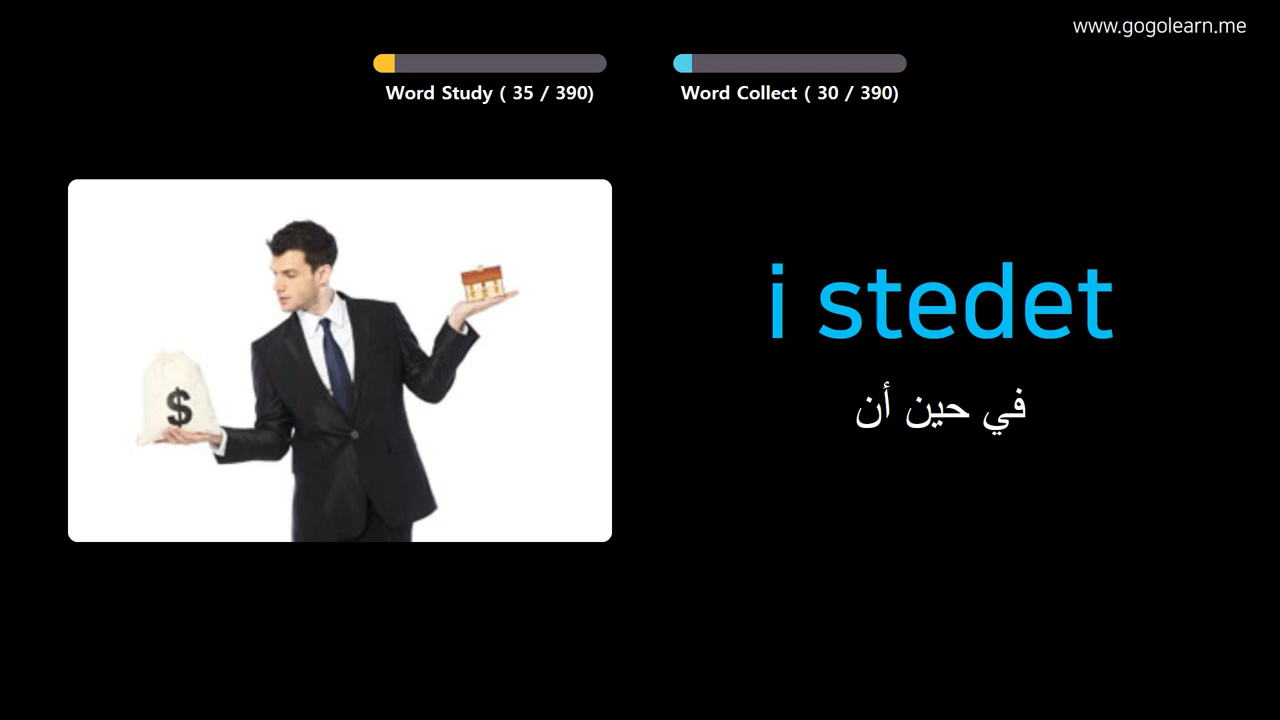 www.gogolearn.me
Word Study ( 35 / 390)
Word Collect ( 30 / 390)
$
i stedet
في حين أن